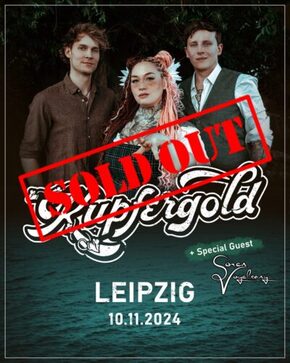 SOLD OUT
Kupfergold
+ Special Guest
LEIPZIG
10.11.2024